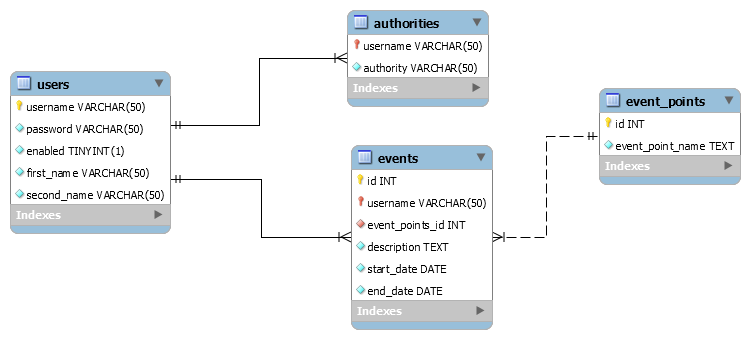 authorities
username VARCHAR(50)
authority VARCHAR(50)
Indexes
users
username VARCHAR(50)
password VARCHAR(50)
enabled TINYINT(1)
first_name VARCHAR(50)
second_name VARCHAR(50)
Indexes
event_points
id INT
event_point_name TEXT
Indexes
events
id INT
username VARCHAR(50)
event_points_id INT
description TEXT
start_date DATE
end_date DATE
Indexes